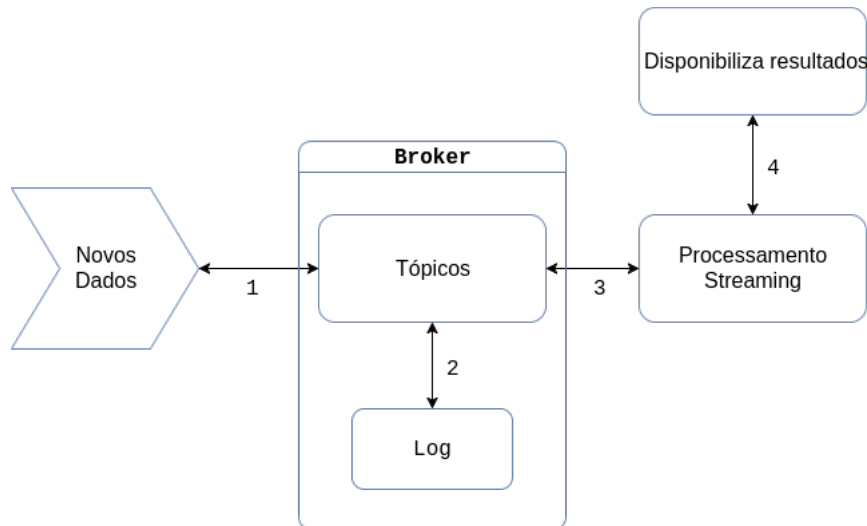 Disponibiliza resultados
Broker
4
Novos
Dados
Tópicos
Processamento
Streaming
1
3
2
Log